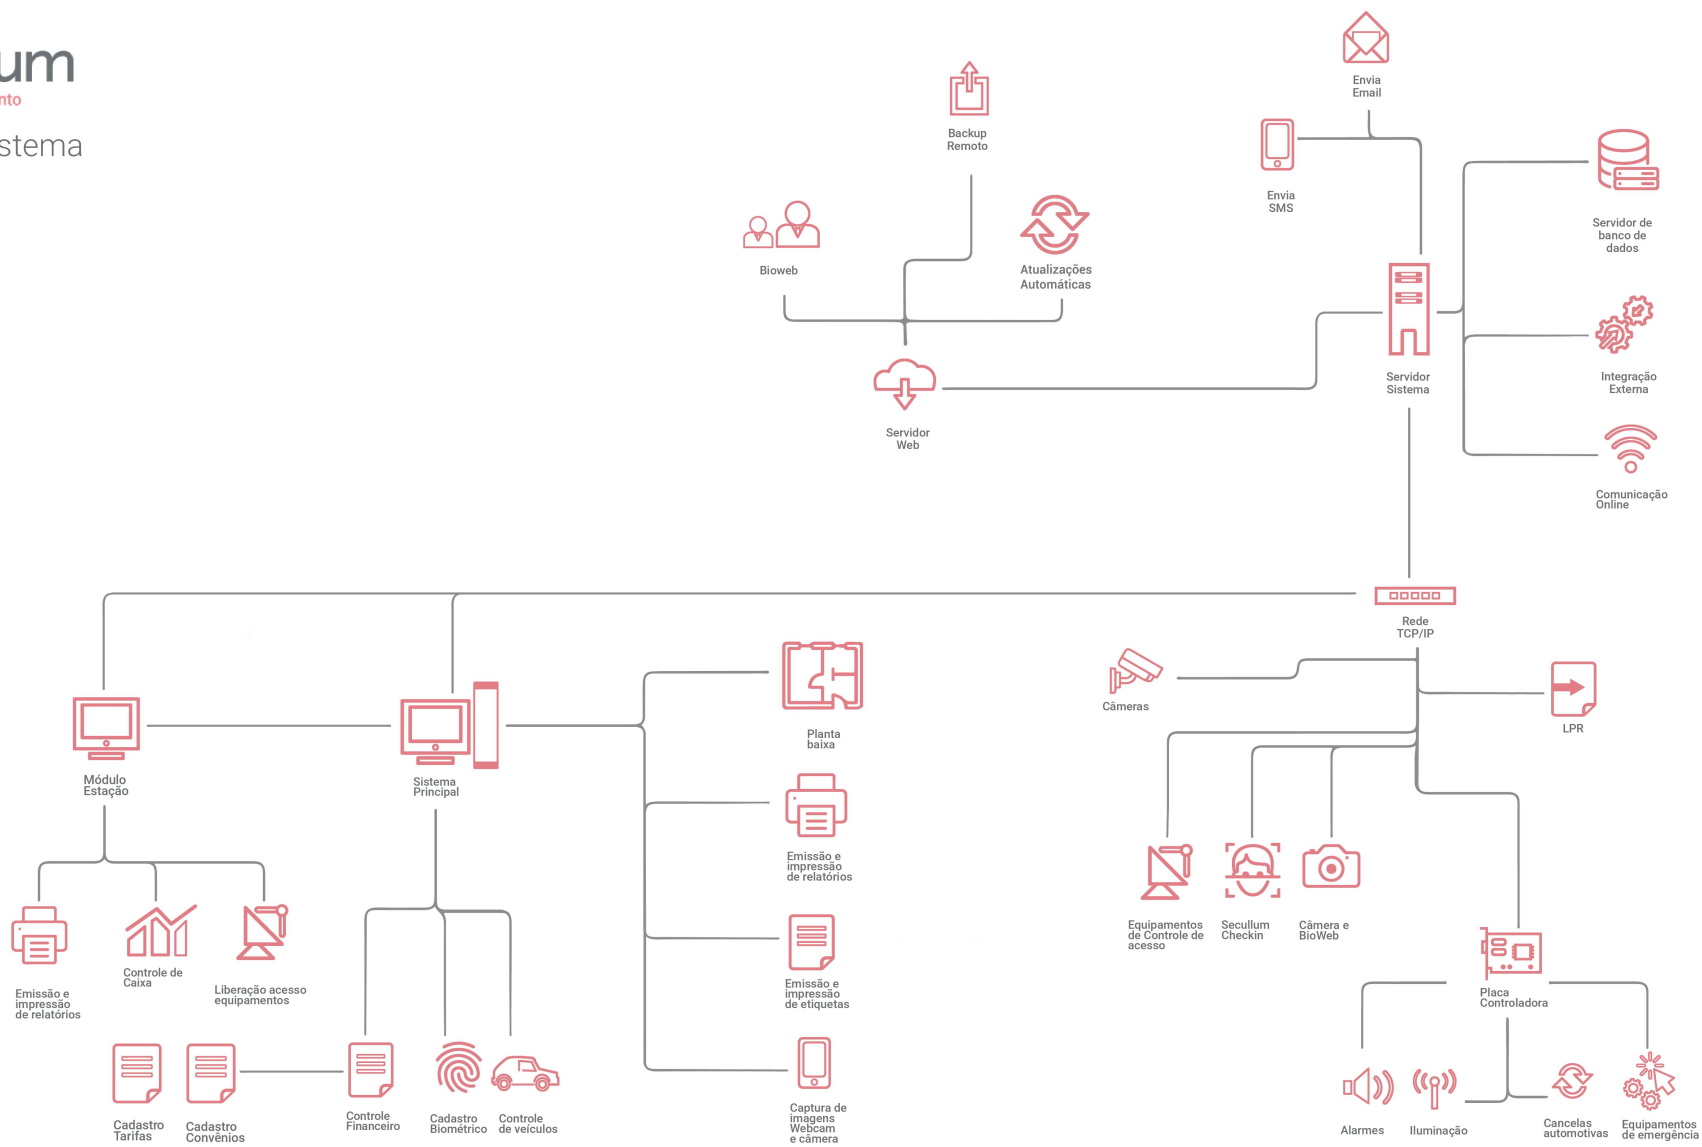 um
nto
stema
Envia
Email
Backup
Remoto
Envia
SMS
Servidor de
banco de
dados
Bioweb
Atualizações
Automáticas
Servidor
Sistema
Integração
Externa
Servidor
Web
Comunicação
Online
Rede
TCP/IP
Câmeras
LPR
Planta
baixa
Módulo
Estação
Sistema
Principal
Emissão e
impressão
de relatórios
Equipamentos
de Controle de
acesso
Secullum
Checkin
Câmera e
BioWeb
Controle de
Caixa
Liberação acesso
equipamentos
Emissão e
impressão
de relatórios
Emissão e
impressão
de etiquetas
Placa
Controladora
Cadastro
Tarifas
Cadastro
Convênios
Controle
Financeiro
Cadastro
Biométrico
Controle
de veículos
Captura de
imagens
Webcam
e câmera
Alarmes
Iluminação
Cancelas
automotivas
Equipamentos
de emergência